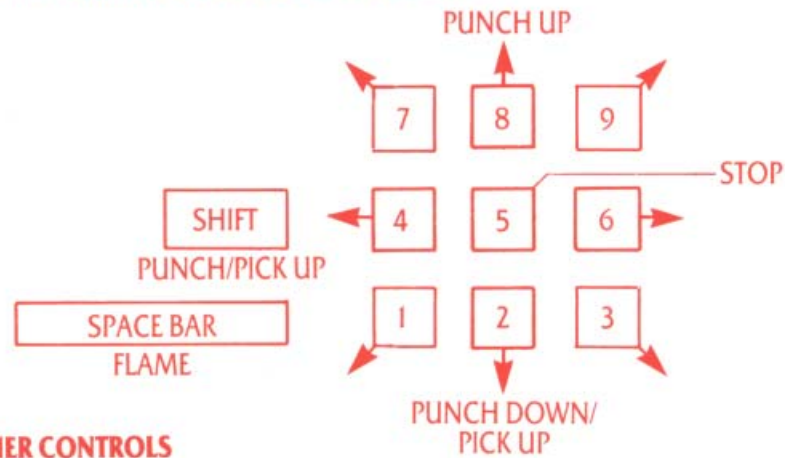 PUNCH UP
7 8 9
STOP
SHIFT 4 5 6
PUNCH/PICK UP
SPACE BAR 1 2 3
FLAME
PUNCH DOWN/
PICK UP
CONTROLS